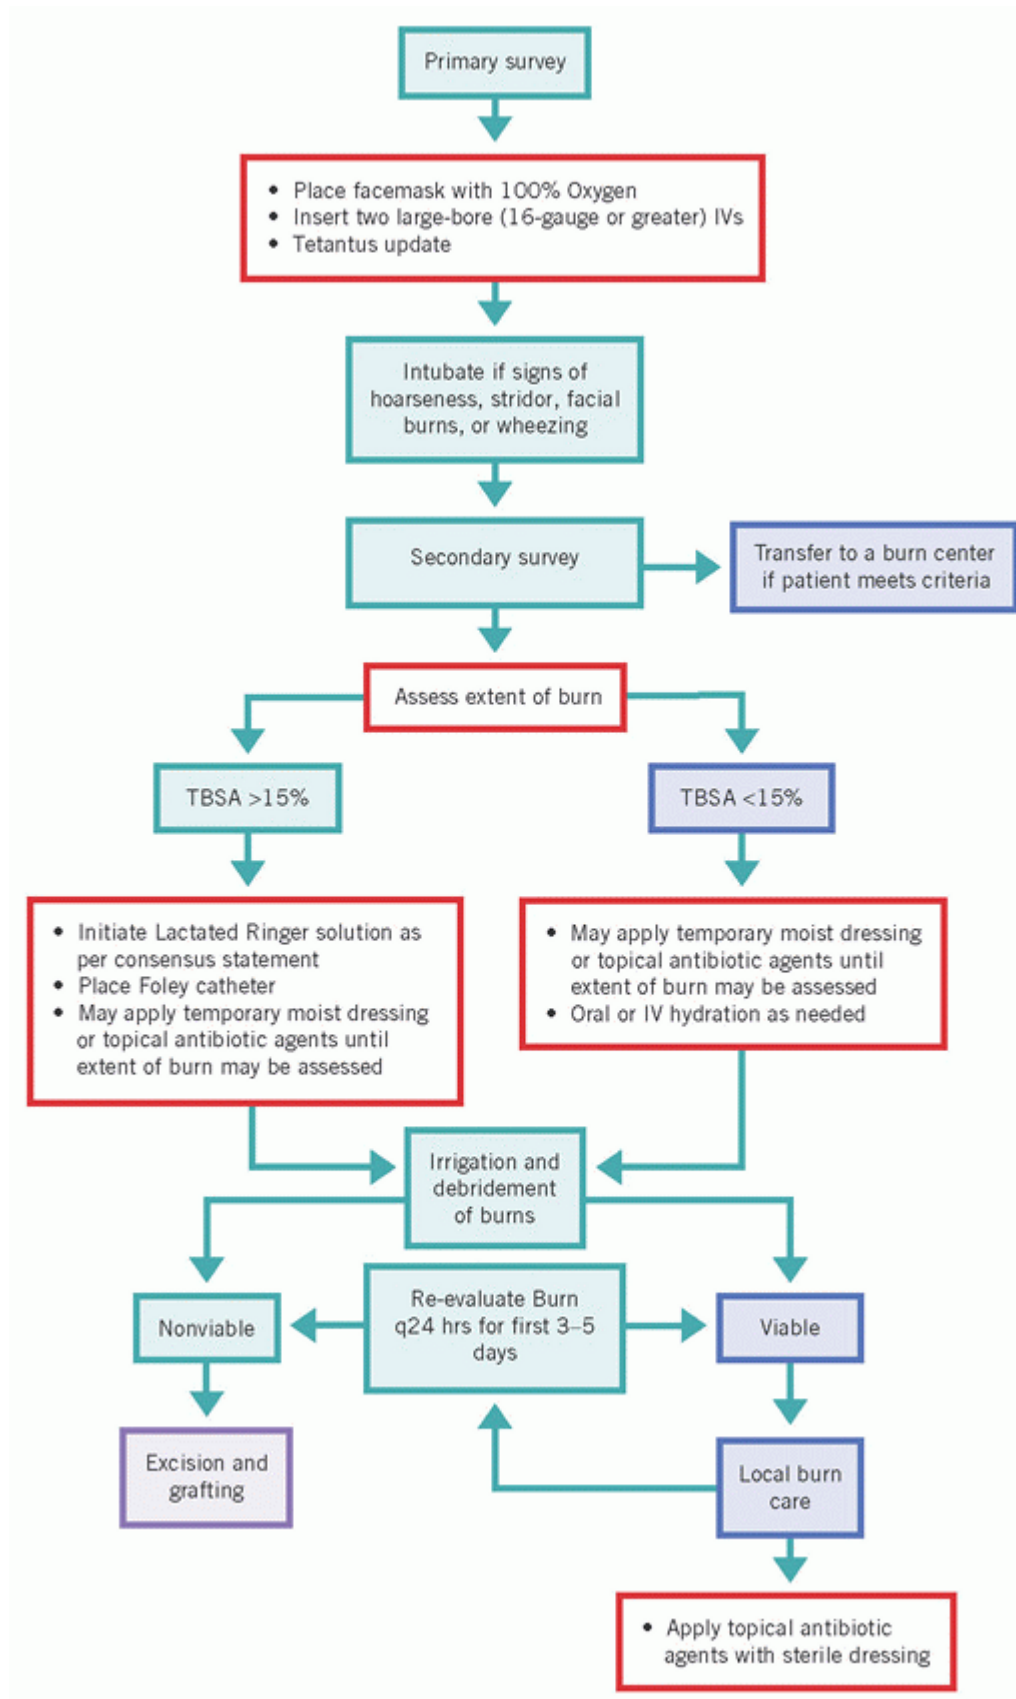 Primary survey
• Place facemask with 100% Oxygen
• Insert two large-bore (16-gauge or greater) IVs
• Tetantus update
Intubate if signs of
hoarseness, stridor, facial
burns, or wheezing
Secondary survey
Transfer to a burn center
if patient meets criteria
Assess extent of burn
TBSA >15%
TBSA <15%
• Initiate Lactated Ringer solution as
per consensus statement
• Place Foley catheter
• May apply temporary moist dressing
or topical antibiotic agents until
extent of burn may be assessed
• May apply temporary moist dressing
or topical antibiotic agents until
extent of burn may be assessed
• Oral or IV hydration as needed
Irrigation and
debridement
of burns
Nonviable
Re-evaluate Burn
q24 hrs for first 3–5
days
Viable
Excision and
grafting
Local burn
care
• Apply topical antibiotic
agents with sterile dressing